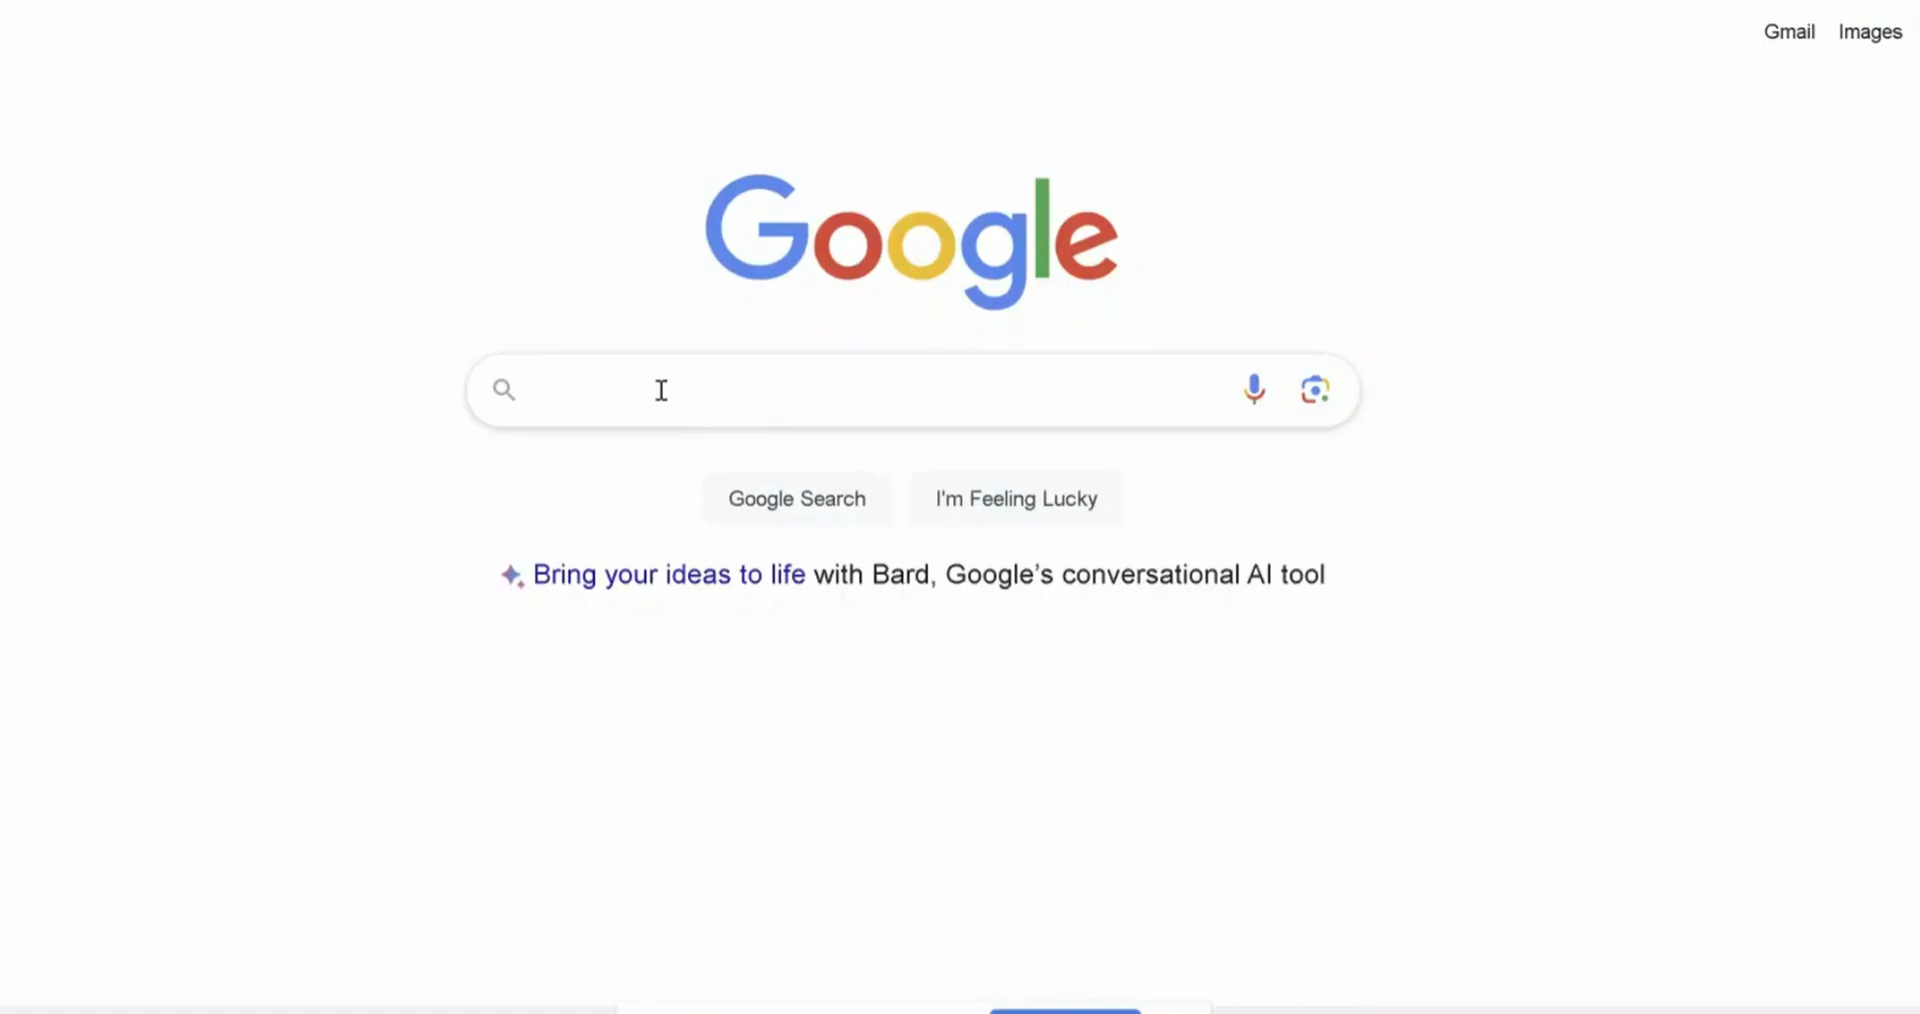 Gmail Images
Google
Google Search I'm Feeling Lucky
Bring your ideas to life with Bard, Google’s conversational AI tool